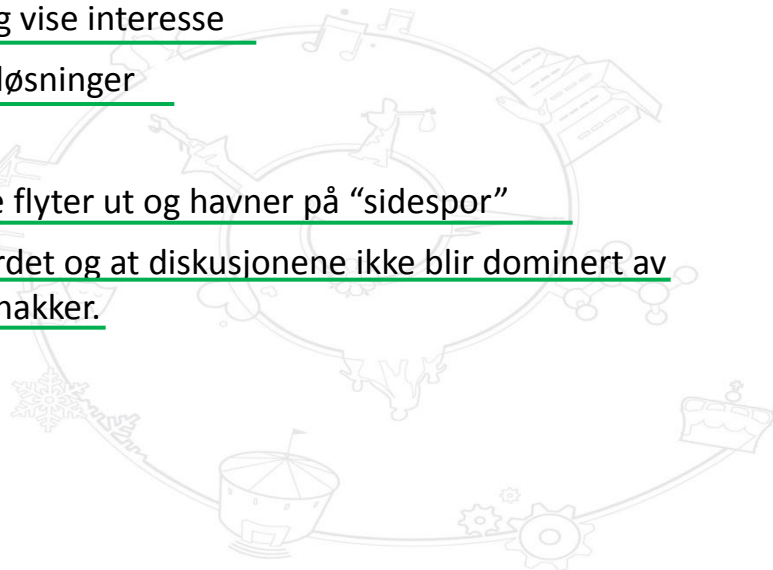 g vise interesse
løsninger
e flyter ut og havner på “sidespor”
rdet og at diskusjonene ikke blir dominert av
nakker.